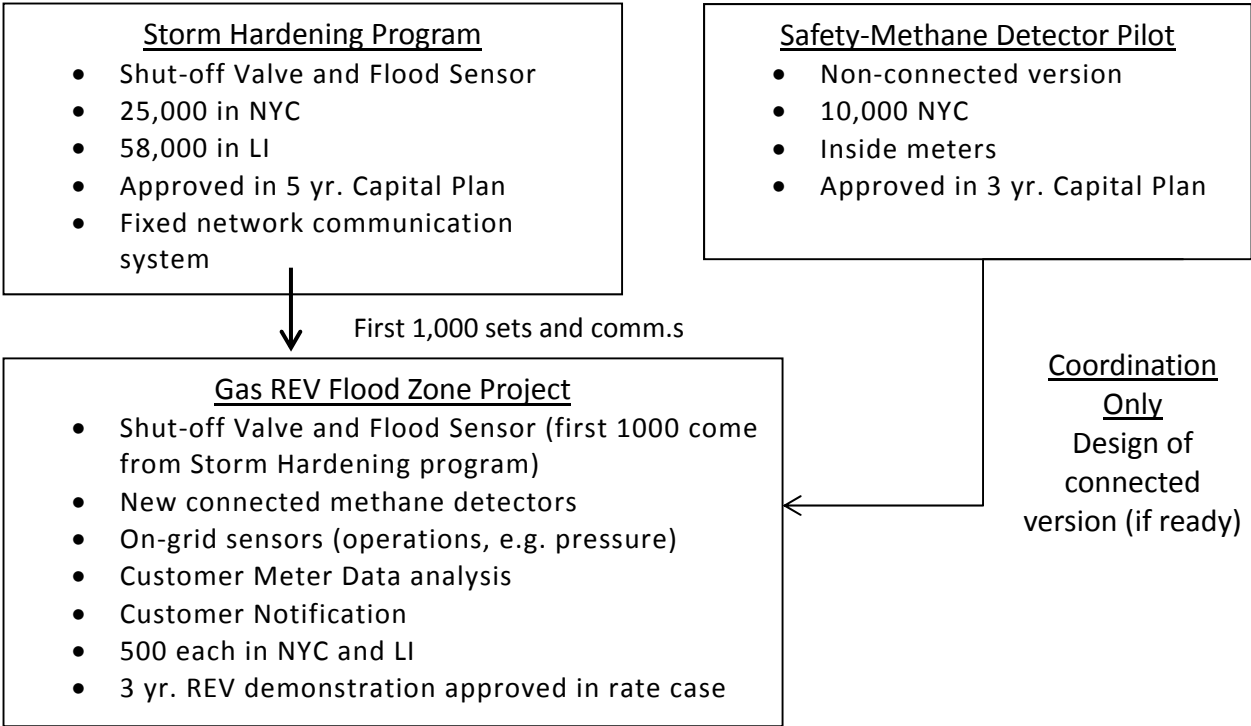 Storm Hardening Program
• Shut-off Valve and Flood Sensor
• 25,000 in NYC
• 58,000 in LI
• Approved in 5 yr. Capital Plan
• Fixed network communication
system
Safety-Methane Detector Pilot
• Non-connected version
• 10,000 NYC
• Inside meters
• Approved in 3 yr. Capital Plan
First 1,000 sets and comm.s
Gas REV Flood Zone Project
• Shut-off Valve and Flood Sensor (first 1000 come
from Storm Hardening program)
• New connected methane detectors
• On-grid sensors (operations, e.g. pressure)
• Customer Meter Data analysis
• Customer Notification
• 500 each in NYC and LI
• 3 yr. REV demonstration approved in rate case
Coordination
Only
Design of
connected
version (if ready)